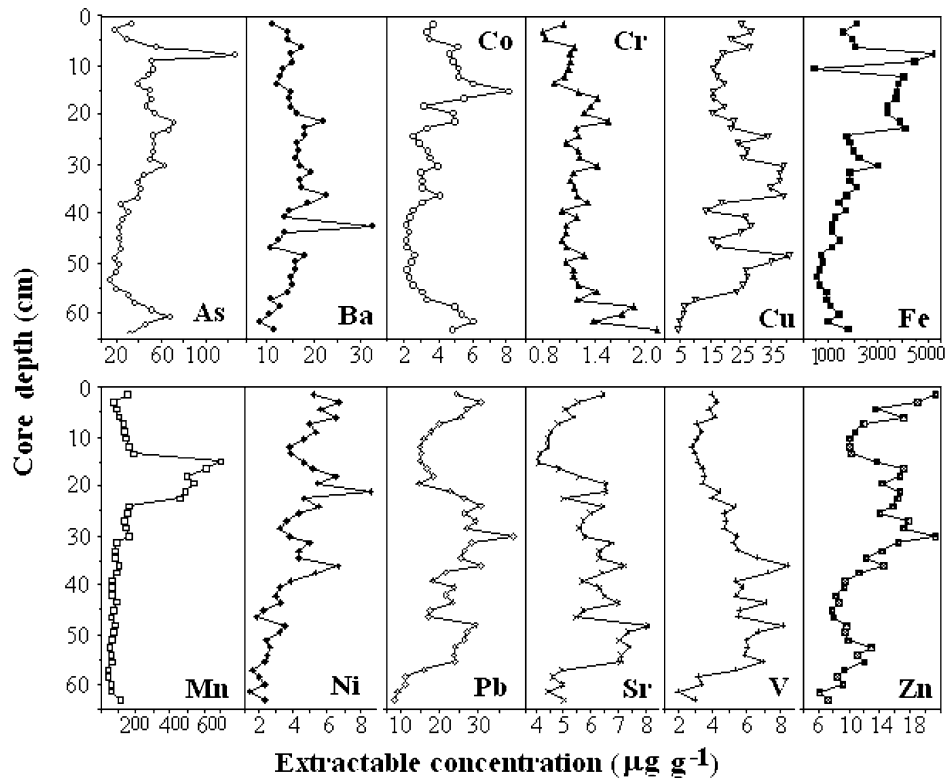 0
10
20
30
40
50
60
As
Ba
Co
Cr
Cu
Fe
20 60 100
10 20 30
2 4 6 8
0.8 1.4 2.0
5 15 25 35
1000 3000 5000
Core depth (cm)
0
10
20
30
40
50
60
Mn
Ni
Pb
Sr
V
Zn
0 200 400 600
2 4 6 8
10 20 30
4 5 6 7 8 9
2 4 6 8
6 10 14 18 22
Extractable concentration (μg g-1)